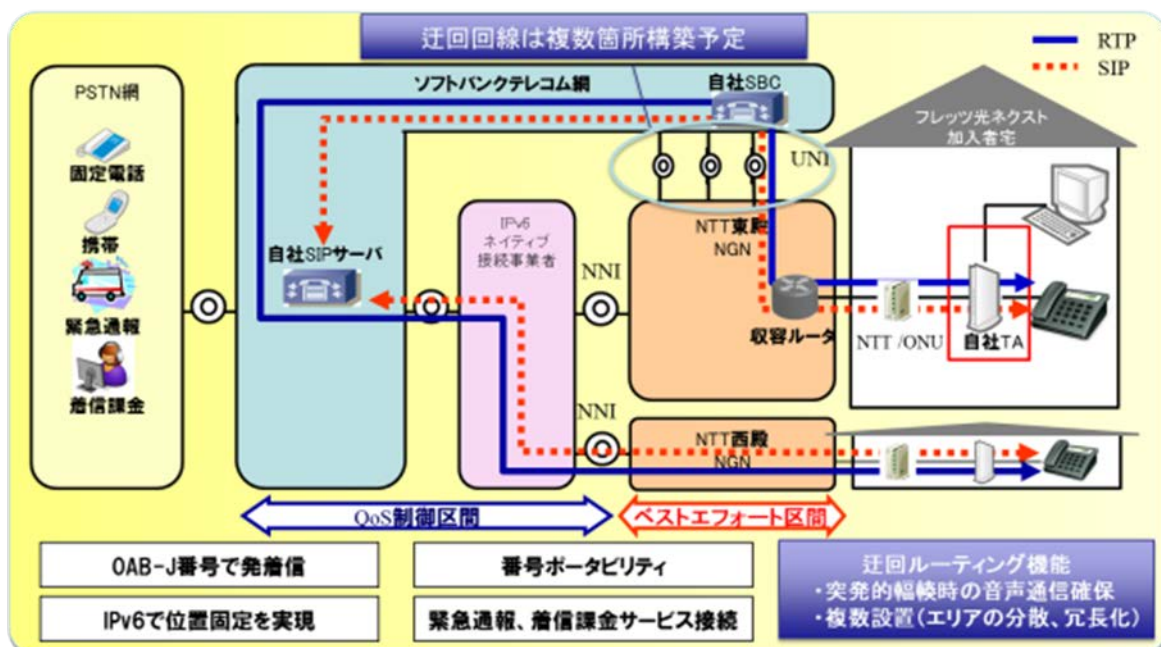 迂回回線は複数箇所構築予定
RTP
SIP
PSTN網
固定電話
携帯
緊急通報
着信課金
ソフトバンクテレコム網
自社SBC
自社SIPサーバ
IPv6
ネイティブ
接続事業者
NNI
NNI
UNI
NTT東殿
NGN
収容ルータ
NTT西殿
NGN
フレッツ光ネクスト
加入者宅
NTT /ONU
自社TA
QoS制御区間
ベストエフォート区間
OAB-J番号で発着信
番号ポータビリティ
IPv6で位置固定を実現
緊急通報、着信課金サービス接続
迂回ルーティング機能
・突発的輻輳時の音声通信確保
・複数設置(エリアの分散、冗長化)